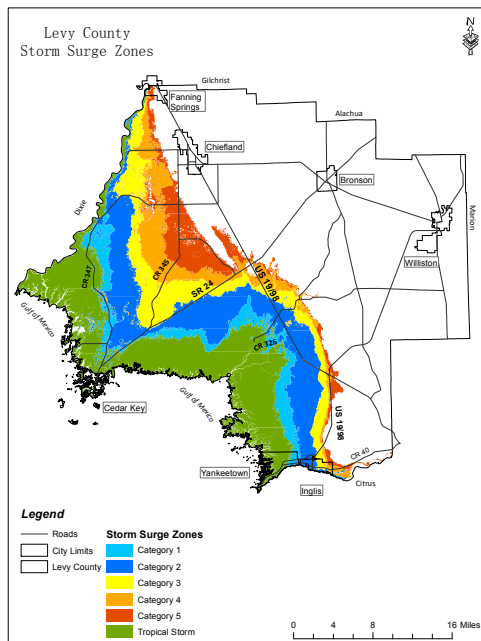 Levy County
Storm Surge Zones
N
Gilchrist
Fanning
Springs
Alachua
Chiefland
Bronson
Dixie
Marion
Williston
CR 347
CR 345
US 19/98
SR 24
Gulf of Mexico
CR 326
Gulf of Mexico
Cedar Key
US 19/98
CR 40
Yankeetown
Citrus
Inglis
Legend
Roads
City Limits
Levy County
Storm Surge Zones
Category 1
Category 2
Category 3
Category 4
Category 5
Tropical Storm
0 4 8 16 Miles